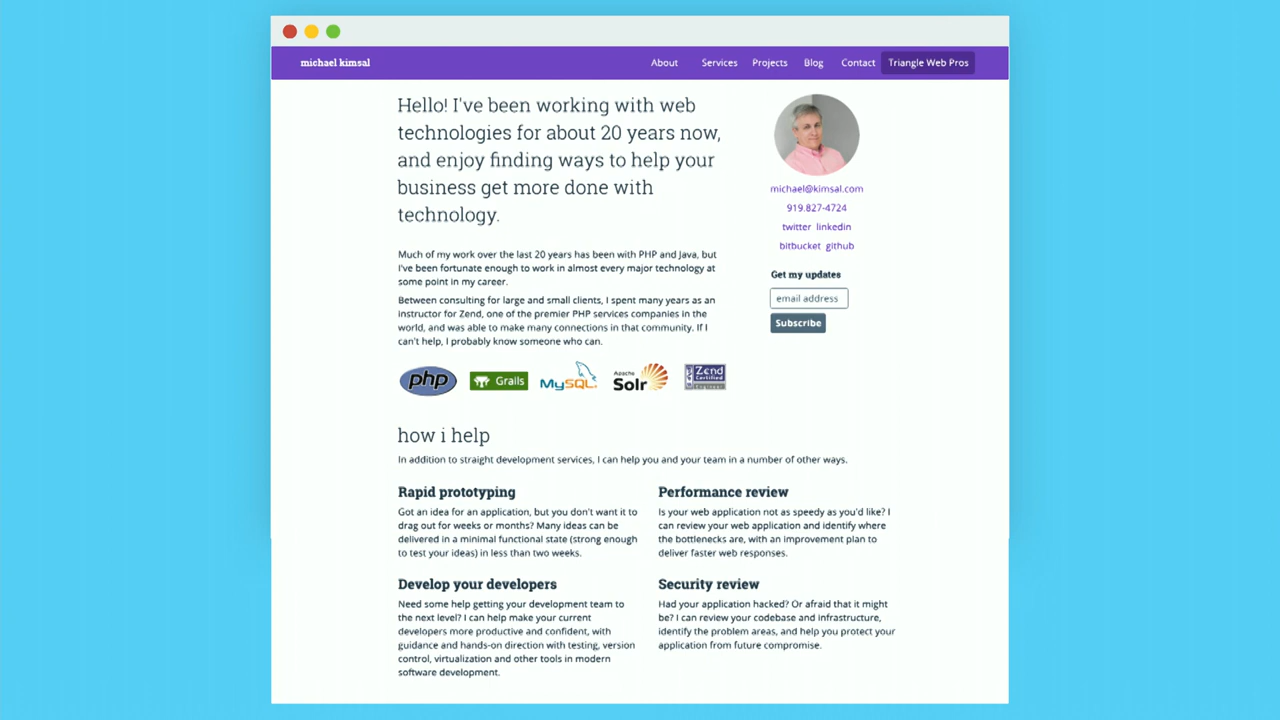 michael kimsal
About Services Projects Blog Contact Triangle Web Pros
Hello! I've been working with web
technologies for about 20 years now,
and enjoy finding ways to help your
business get more done with
technology.
Much of my work over the last 20 years has been with PHP and Java, but
I've been fortunate enough to work in almost every major technology at
some point in my career.
Between consulting for large and small clients, I spent many years as an
instructor for Zend, one of the premier PHP services companies in the
world, and was able to make many connections in that community. If I
can't help, I probably know someone who can.
php
Grails
MySQL
Apache
Solr
Zend
Certified
Engineer
michael@kimsal.com
919.827-4724
twitter linkedin
bitbucket github
Get my updates
email address
Subscribe
how i help
In addition to straight development services, I can help you and your team in a number of other ways.
Rapid prototyping
Got an idea for an application, but you don't want it to
drag out for weeks or months? Many ideas can be
delivered in a minimal functional state (strong enough
to test your ideas) in less than two weeks.
Performance review
Is your web application not as speedy as you'd like? I
can review your web application and identify where
the bottlenecks are, with an improvement plan to
deliver faster web responses.
Develop your developers
Need some help getting your development team to
the next level? I can help make your current
developers more productive and confident, with
guidance and hands-on direction with testing, version
control, virtualization and other tools in modern
software development.
Security review
Had your application hacked? Or afraid that it might
be? I can review your codebase and infrastructure,
identify the problem areas, and help you protect your
application from future compromise.